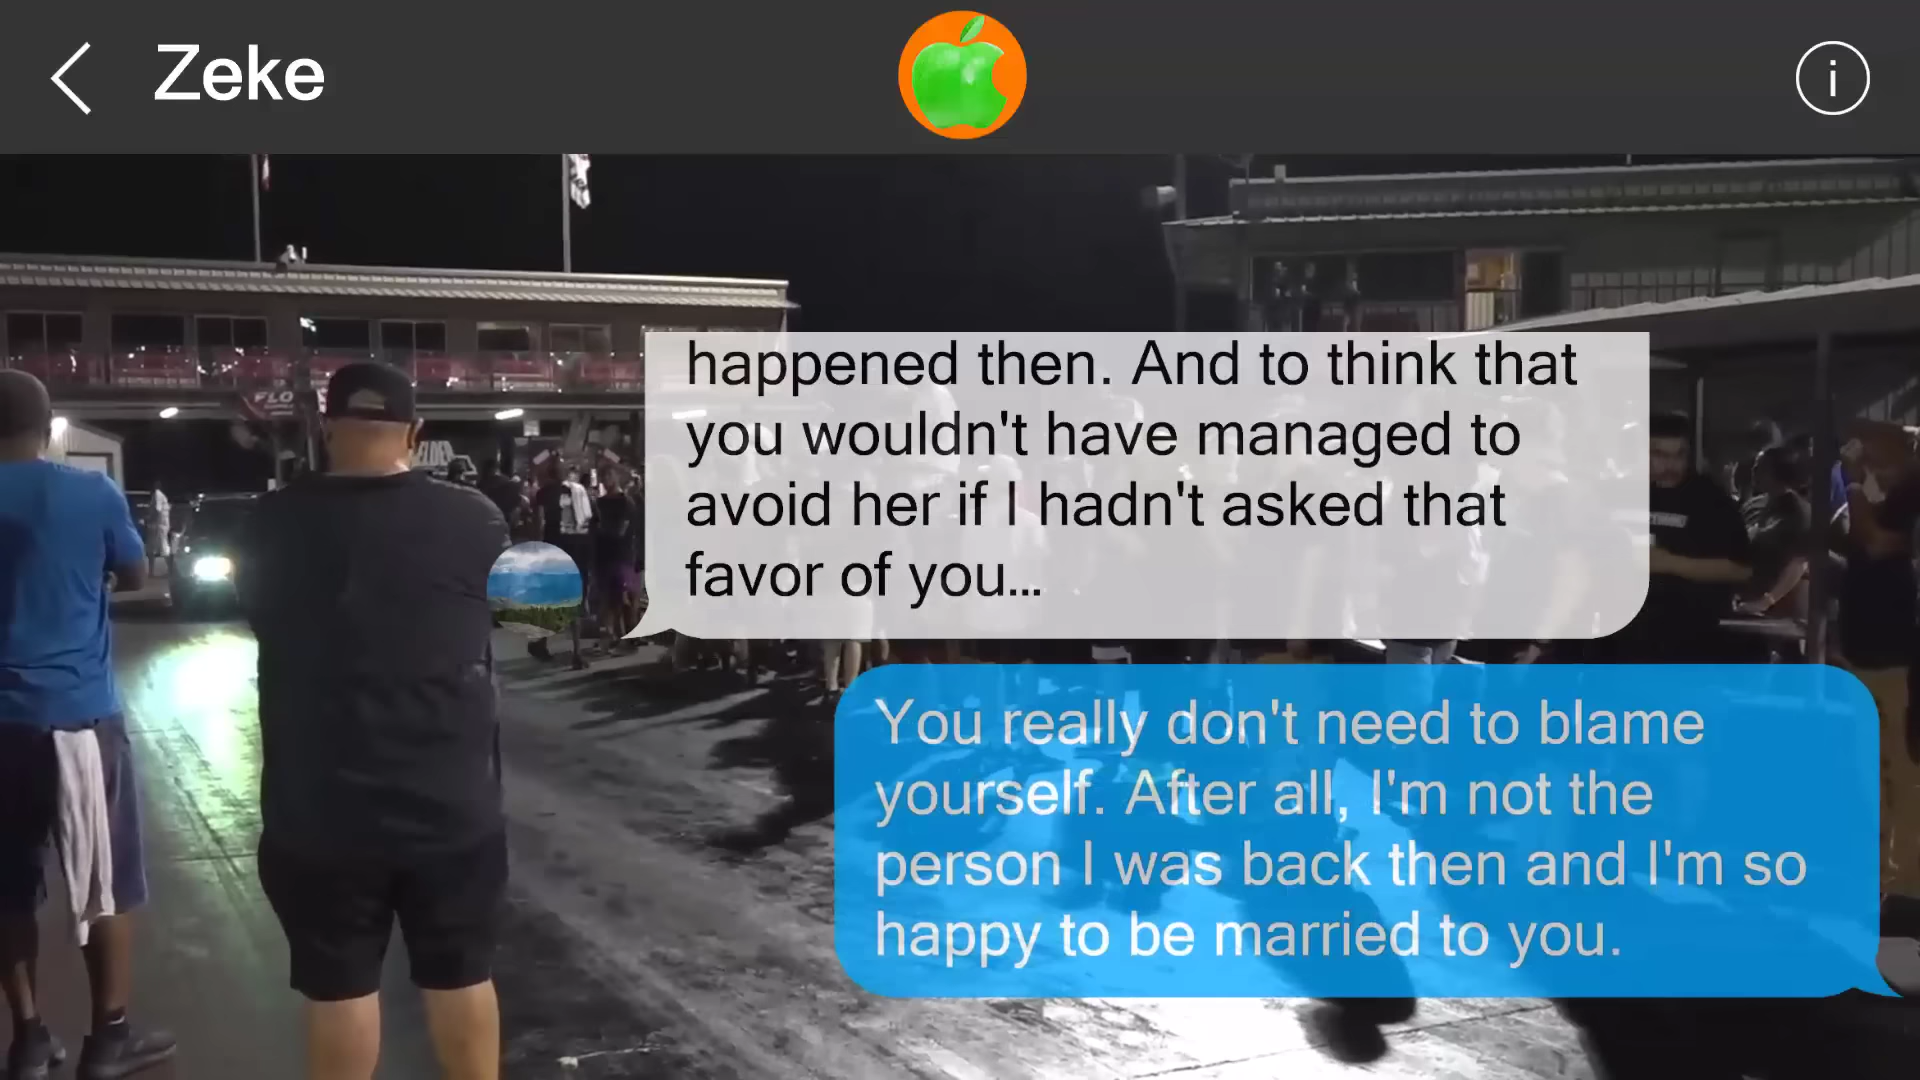 Zeke
i
happened then. And to think that
you wouldn't have managed to
avoid her if I hadn't asked that
favor of you...
FLO
ELDER
You really don't need to blame
yourself. After all, I'm not the
person I was back then and I'm so
happy to be married to you.